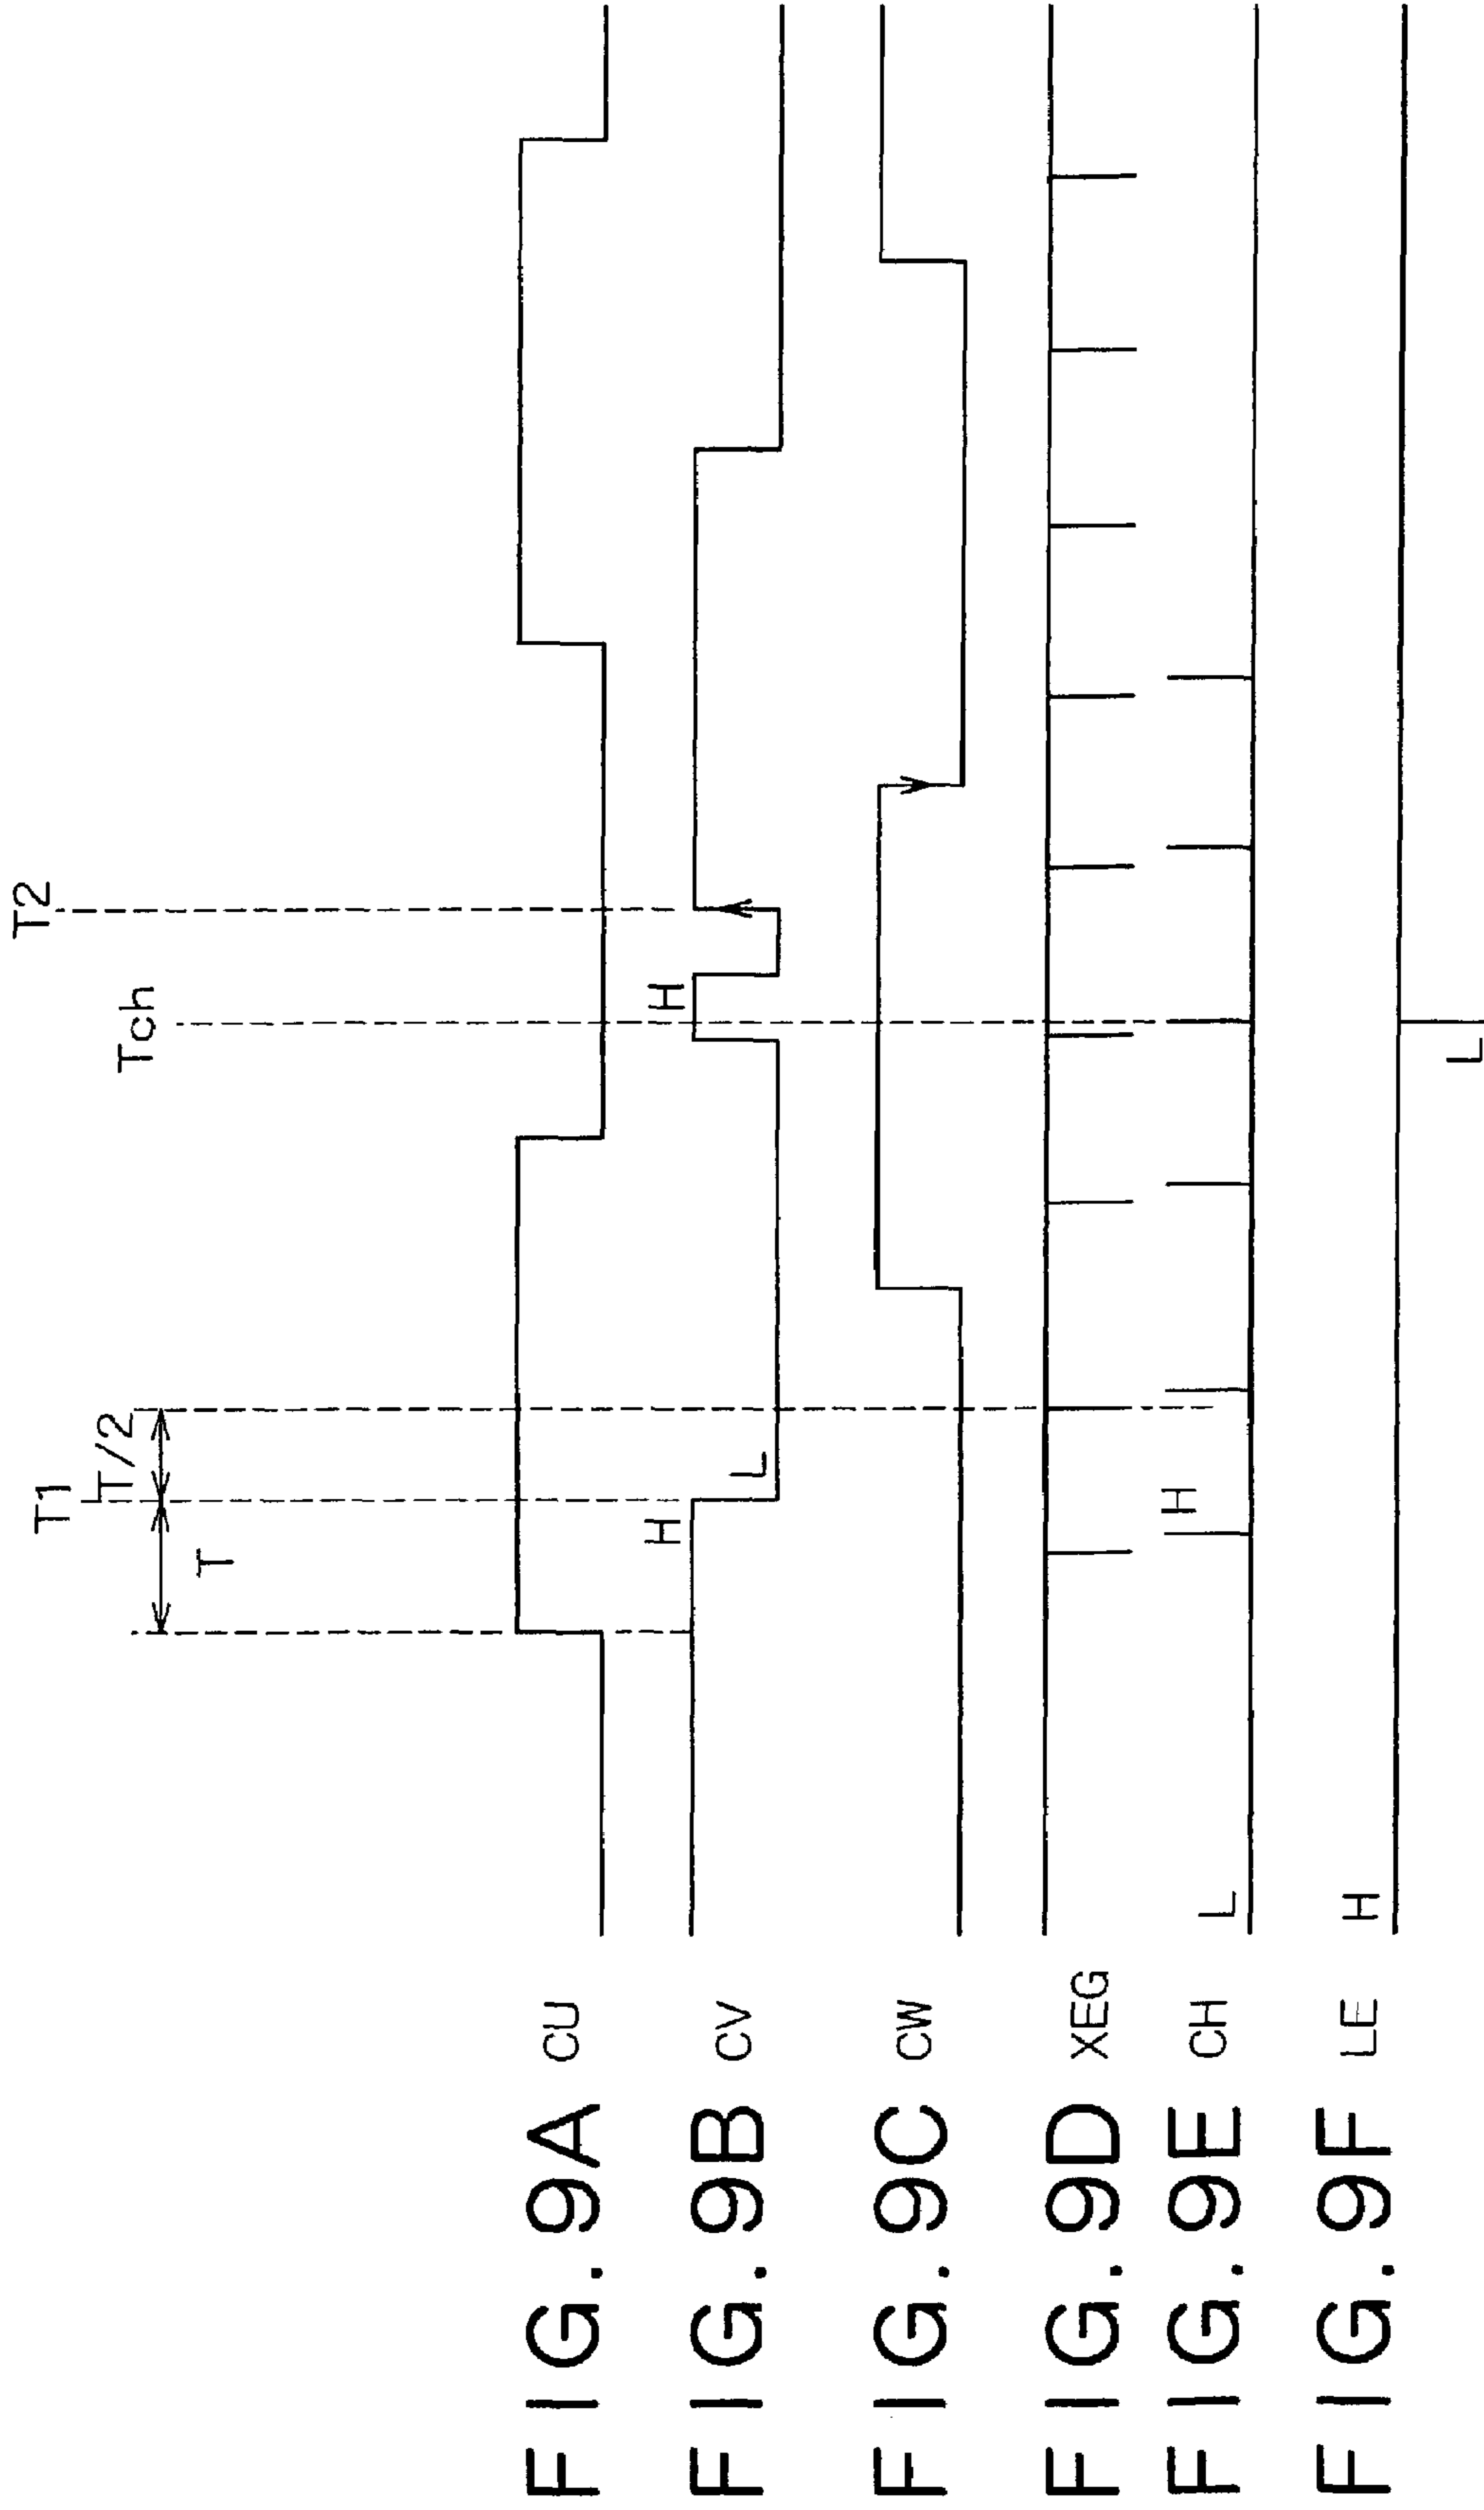 T1
T2
Tch
T/2
T
FIG. 9A CU
H
L
H
FIG. 9B CV
FIG. 9C CW
FIG. 9D XEG
H
L
FIG. 9E CH
H
L
FIG. 9F LE